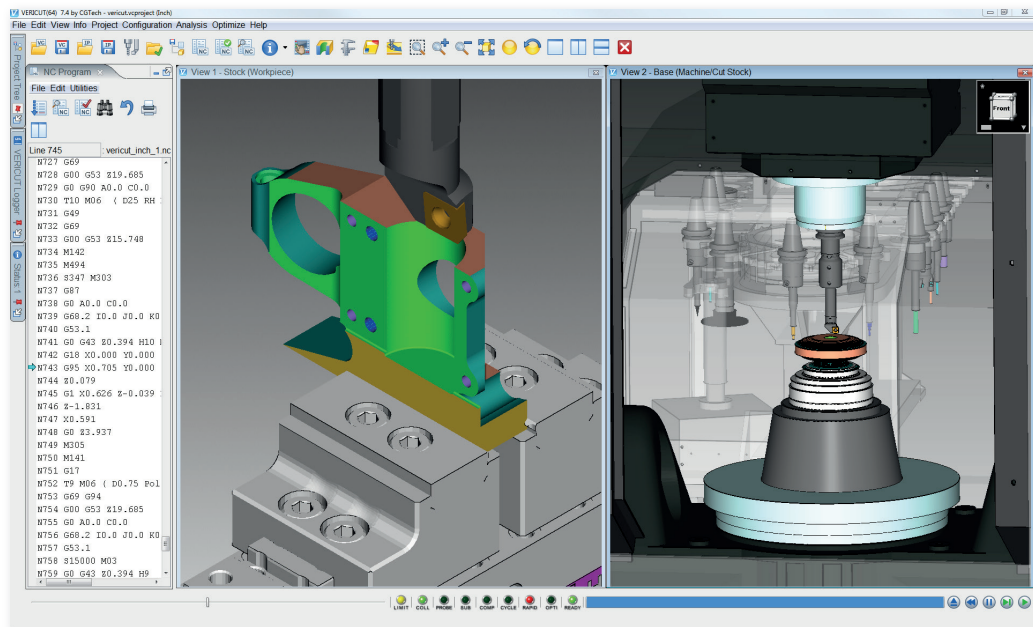 VERICUT(64) 7.4 by CGTech - vericut.vcproject (Inch)
File Edit View Info Project Configuration Analysis Optimize Help
Project Tree
VERICUT Logger
Status: 1
NC Program
File Edit Utilities
Line 745 : vericut_inch_1.nc
N727 G69
N728 G00 G53 Z19.685
N729 G0 G90 A0.0 C0.0
N730 T10 M06 ( D25 RH
N731 G49
N732 G69
N733 G00 G53 Z15.748
N734 M142
N735 M494
N736 S347 M303
N737 G87
N738 G0 A0.0 C0.0
N739 G68.2 I0.0 J0.0 K0
N740 G53.1
N741 G0 G43 Z0.394 H10
N742 G18 X0.000 Y0.000
N743 G95 X0.705 Y0.000
N744 Z0.079
N745 G1 X0.626 Z-0.039
N746 Z-1.831
N747 X0.591
N748 G0 Z3.937
N749 M305
N750 M141
N751 G17
N752 T9 M06 ( D0.75 Pol
N753 G69 G94
N754 G00 G53 Z19.685
N755 G0 A0.0 C0.0
N756 G68.2 I0.0 J0.0 K0
N757 G53.1
N758 S15000 M03
N759 G0 G43 Z0.394 H9
View 1 - Stock (Workpiece)
View 2 - Base (Machine/Cut Stock)
Front
LIMIT COLL PROBE SUB COMP CYCLE RAPID OPTI READY